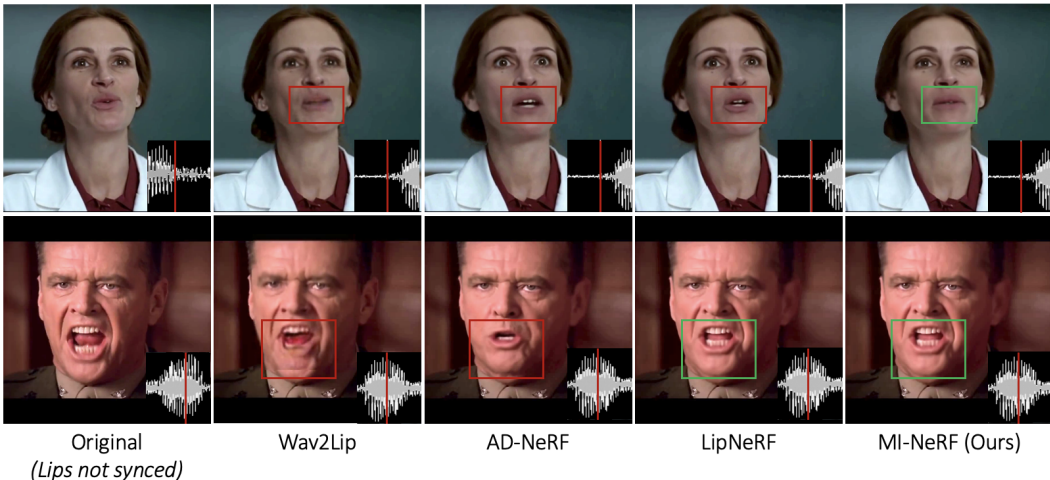 Original
(Lips not synced)
Wav2Lip
AD-NeRF
LipNeRF
MI-NeRF (Ours)